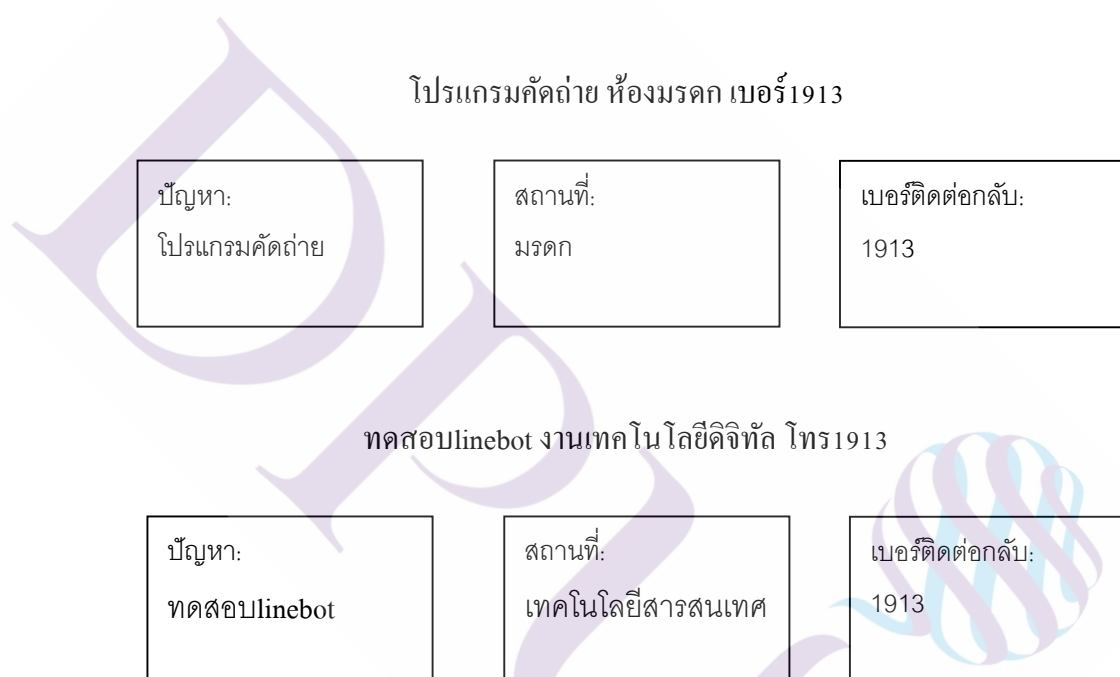 โปรแกรมคัดถ่าย ห้องมรดก เบอร์1913
ปัญหา:
โปรแกรมคัดถ่าย
สถานที่:
มรดก
เบอร์ติดต่อกลับ:
1913
ทดสอบlinebot งานเทคโนโลยีดิจิทัล โทร1913
ปัญหา:
ทดสอบlinebot
สถานที่:
เทคโนโลยีสารสนเทศ
เบอร์ติดต่อกลับ:
1913